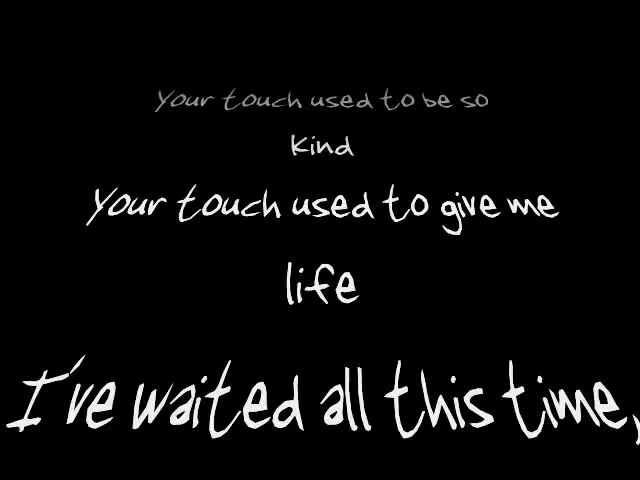 Your touch used to be so
kind
Your touch used to give me
life
I've waited all this time,